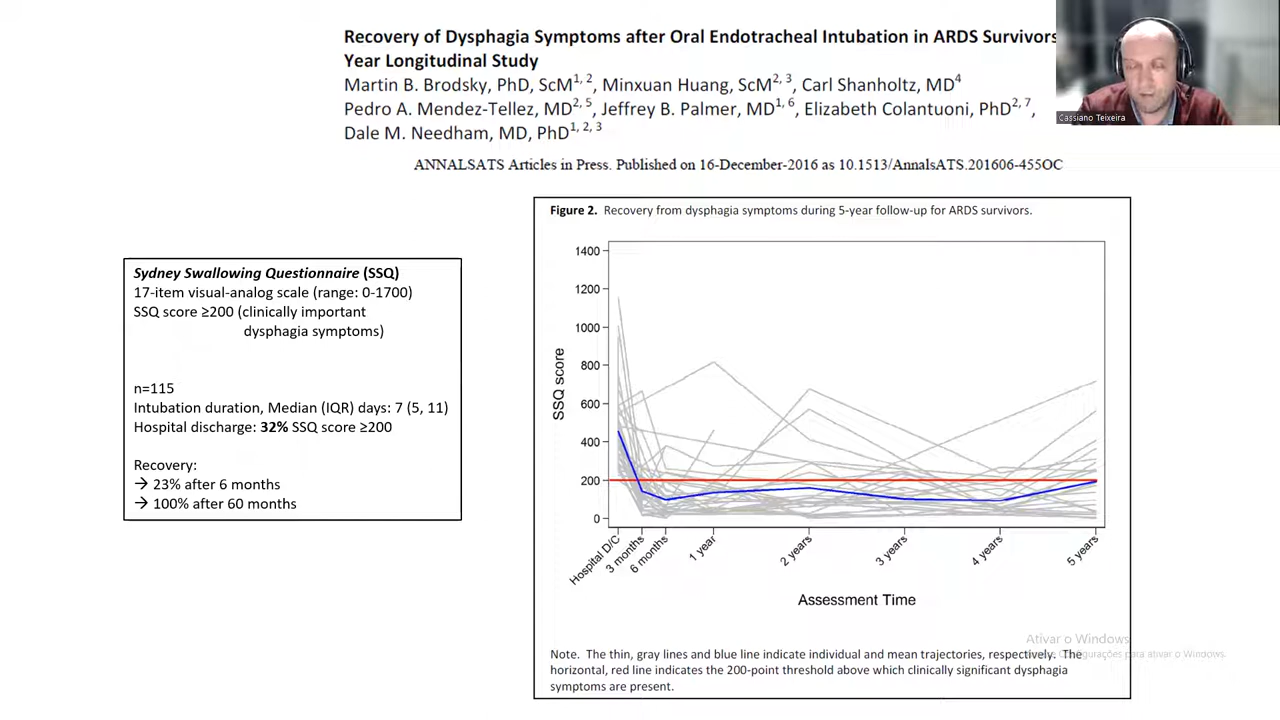 Recovery of Dysphagia Symptoms after Oral Endotracheal Intubation in ARDS Survivors
Year Longitudinal Study
Martin B. Brodsky, PhD, ScM1, 2, Minxuan Huang, ScM2, 3, Carl Shanholtz, MD4
Pedro A. Mendez-Tellez, MD2, 5, Jeffrey B. Palmer, MD1, 6, Elizabeth Colantuoni, PhD2, 7,
Dale M. Needham, MD, PhD1, 2, 3
Cassiano Teixeira
ANNALSATS Articles in Press. Published on 16-December-2016 as 10.1513/AnnalsATS.201606-455OC
Sydney Swallowing Questionnaire (SSQ)
17-item visual-analog scale (range: 0-1700)
SSQ score ≥200 (clinically important
dysphagia symptoms)
n=115
Intubation duration, Median (IQR) days: 7 (5, 11)
Hospital discharge: 32% SSQ score ≥200
Recovery:
→ 23% after 6 months
→ 100% after 60 months
Figure 2. Recovery from dysphagia symptoms during 5-year follow-up for ARDS survivors.
1400
1200
1000
800
600
400
200
0
SSQ score
Hospital D/C
3 months
6 months
1 year
2 years
3 years
4 years
5 years
Assessment Time
Note. The thin, gray lines and blue line indicate individual and mean trajectories, respectively. The
horizontal, red line indicates the 200-point threshold above which clinically significant dysphagia
symptoms are present.
Ativar o Windows
Configurações para ativar o Windows.